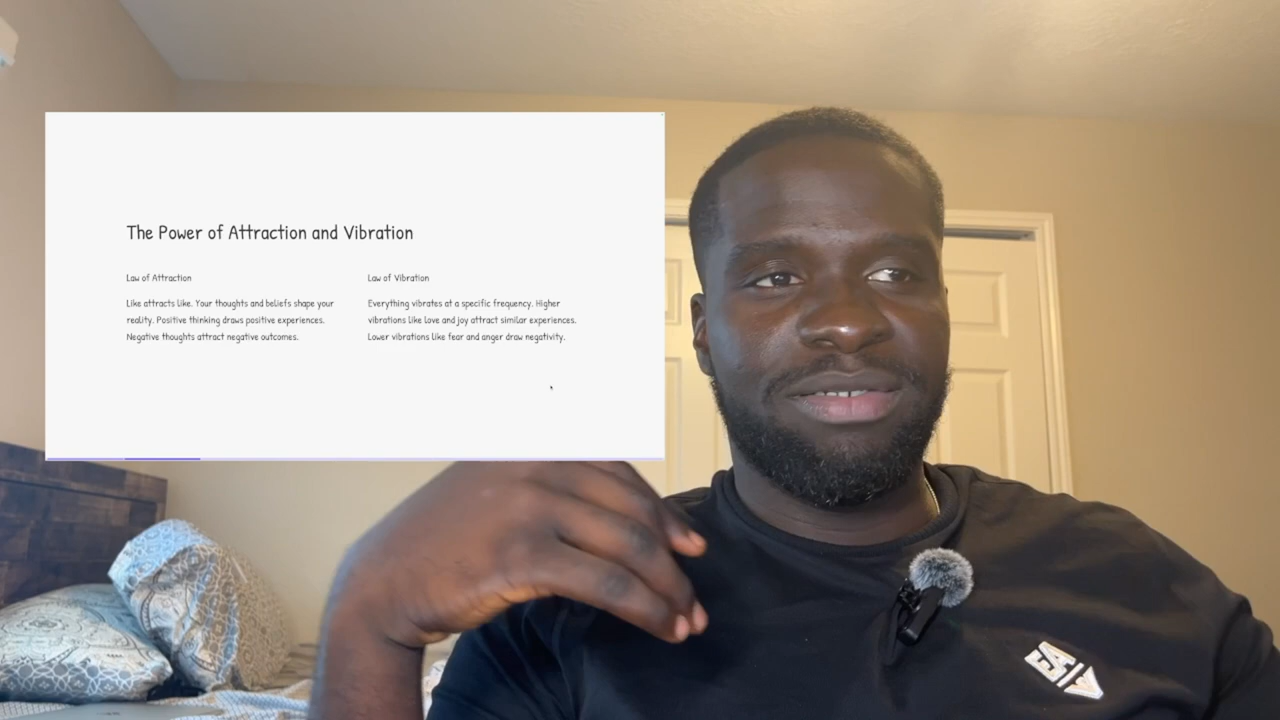 The Power of Attraction and Vibration
Law of Attraction
Like attracts like. Your thoughts and beliefs shape your
reality. Positive thinking draws positive experiences.
Negative thoughts attract negative outcomes.
Law of Vibration
Everything vibrates at a specific frequency. Higher
vibrations like love and joy attract similar experiences.
Lower vibrations like fear and anger draw negativity.
EA